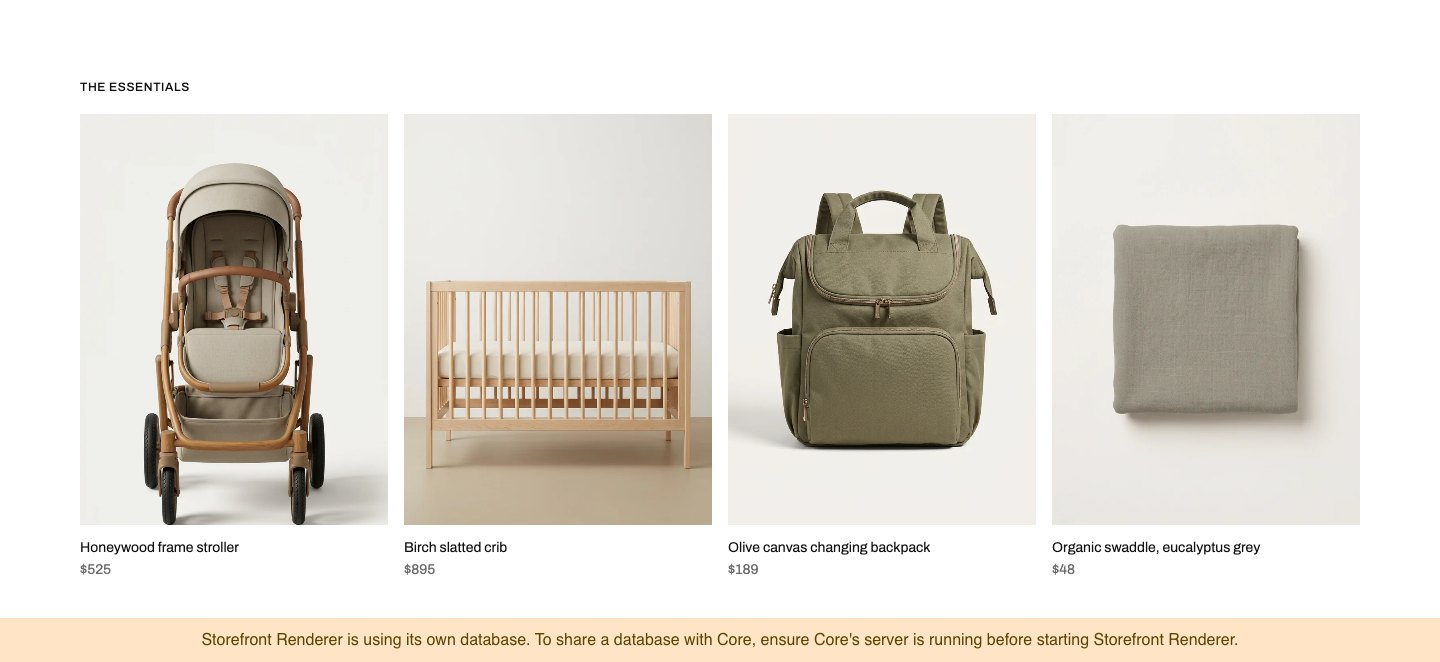 THE ESSENTIALS
Honeywood frame stroller
$525
Birch slatted crib
$895
Olive canvas changing backpack
$189
Organic swaddle, eucalyptus grey
$48
Storefront Renderer is using its own database. To share a database with Core, ensure Core's server is running before starting Storefront Renderer.